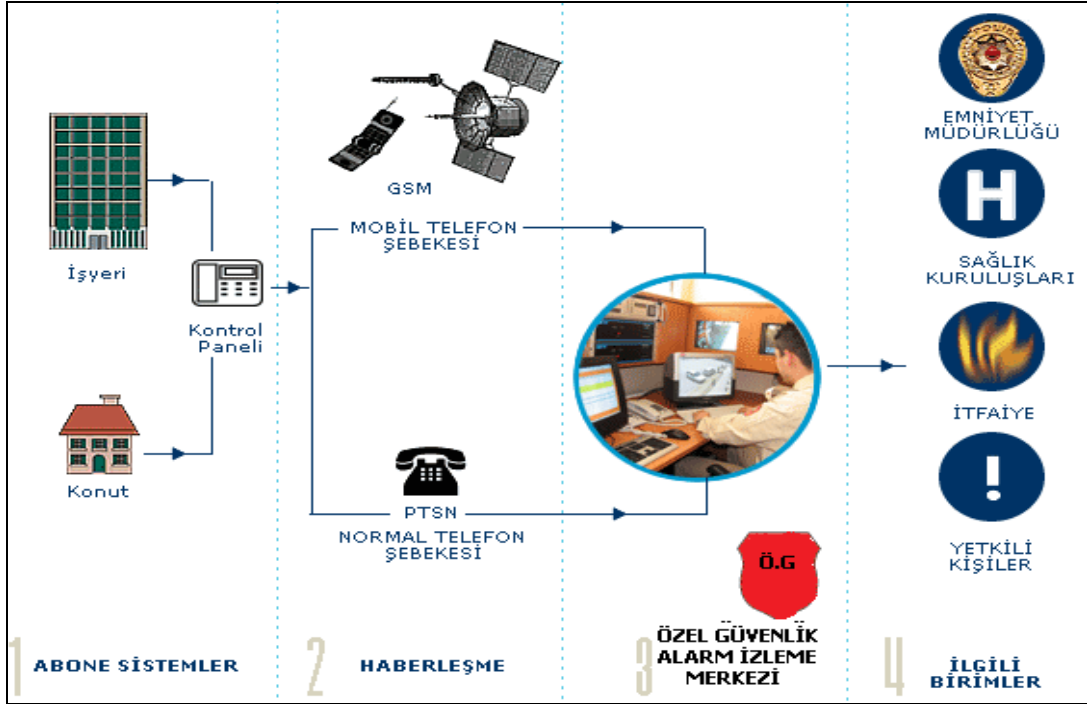 İşyeri
Kontrol
Paneli
Konut
1 ABONE SİSTEMLER
GSM
MOBİL TELEFON
ŞEBEKESİ
PTSN
NORMAL TELEFON
ŞEBEKESİ
2 HABERLEŞME
Ö.G
3 ÖZEL GÜVENLİK
ALARM İZLEME
MERKEZİ
EMNİYET
MÜDÜRLÜĞÜ
H
SAĞLIK
KURULUŞLARI
İTFAİYE
!
YETKİLİ
KİŞİLER
4 İLGİLİ
BİRİMLER